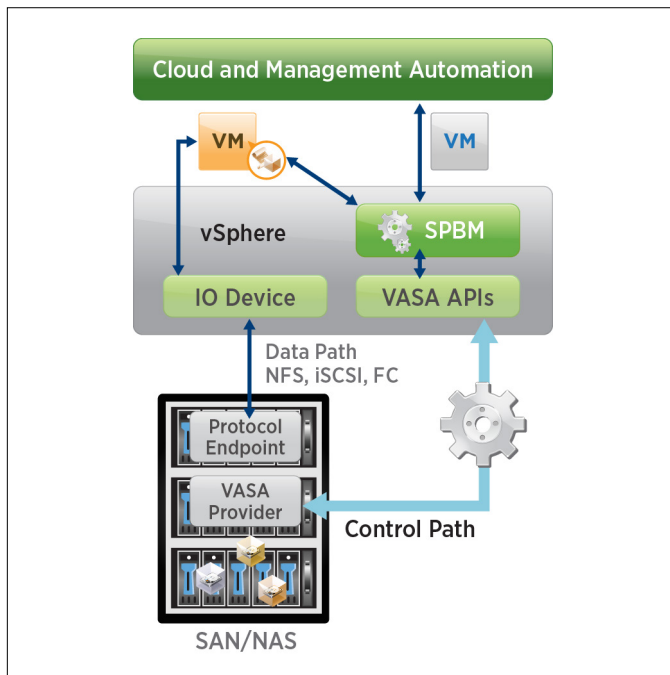 Cloud and Management Automation
VM
VM
vSphere
SPBM
IO Device
VASA APIs
Data Path
NFS, iSCSI, FC
Protocol
Endpoint
VASA
Provider
Control Path
SAN/NAS